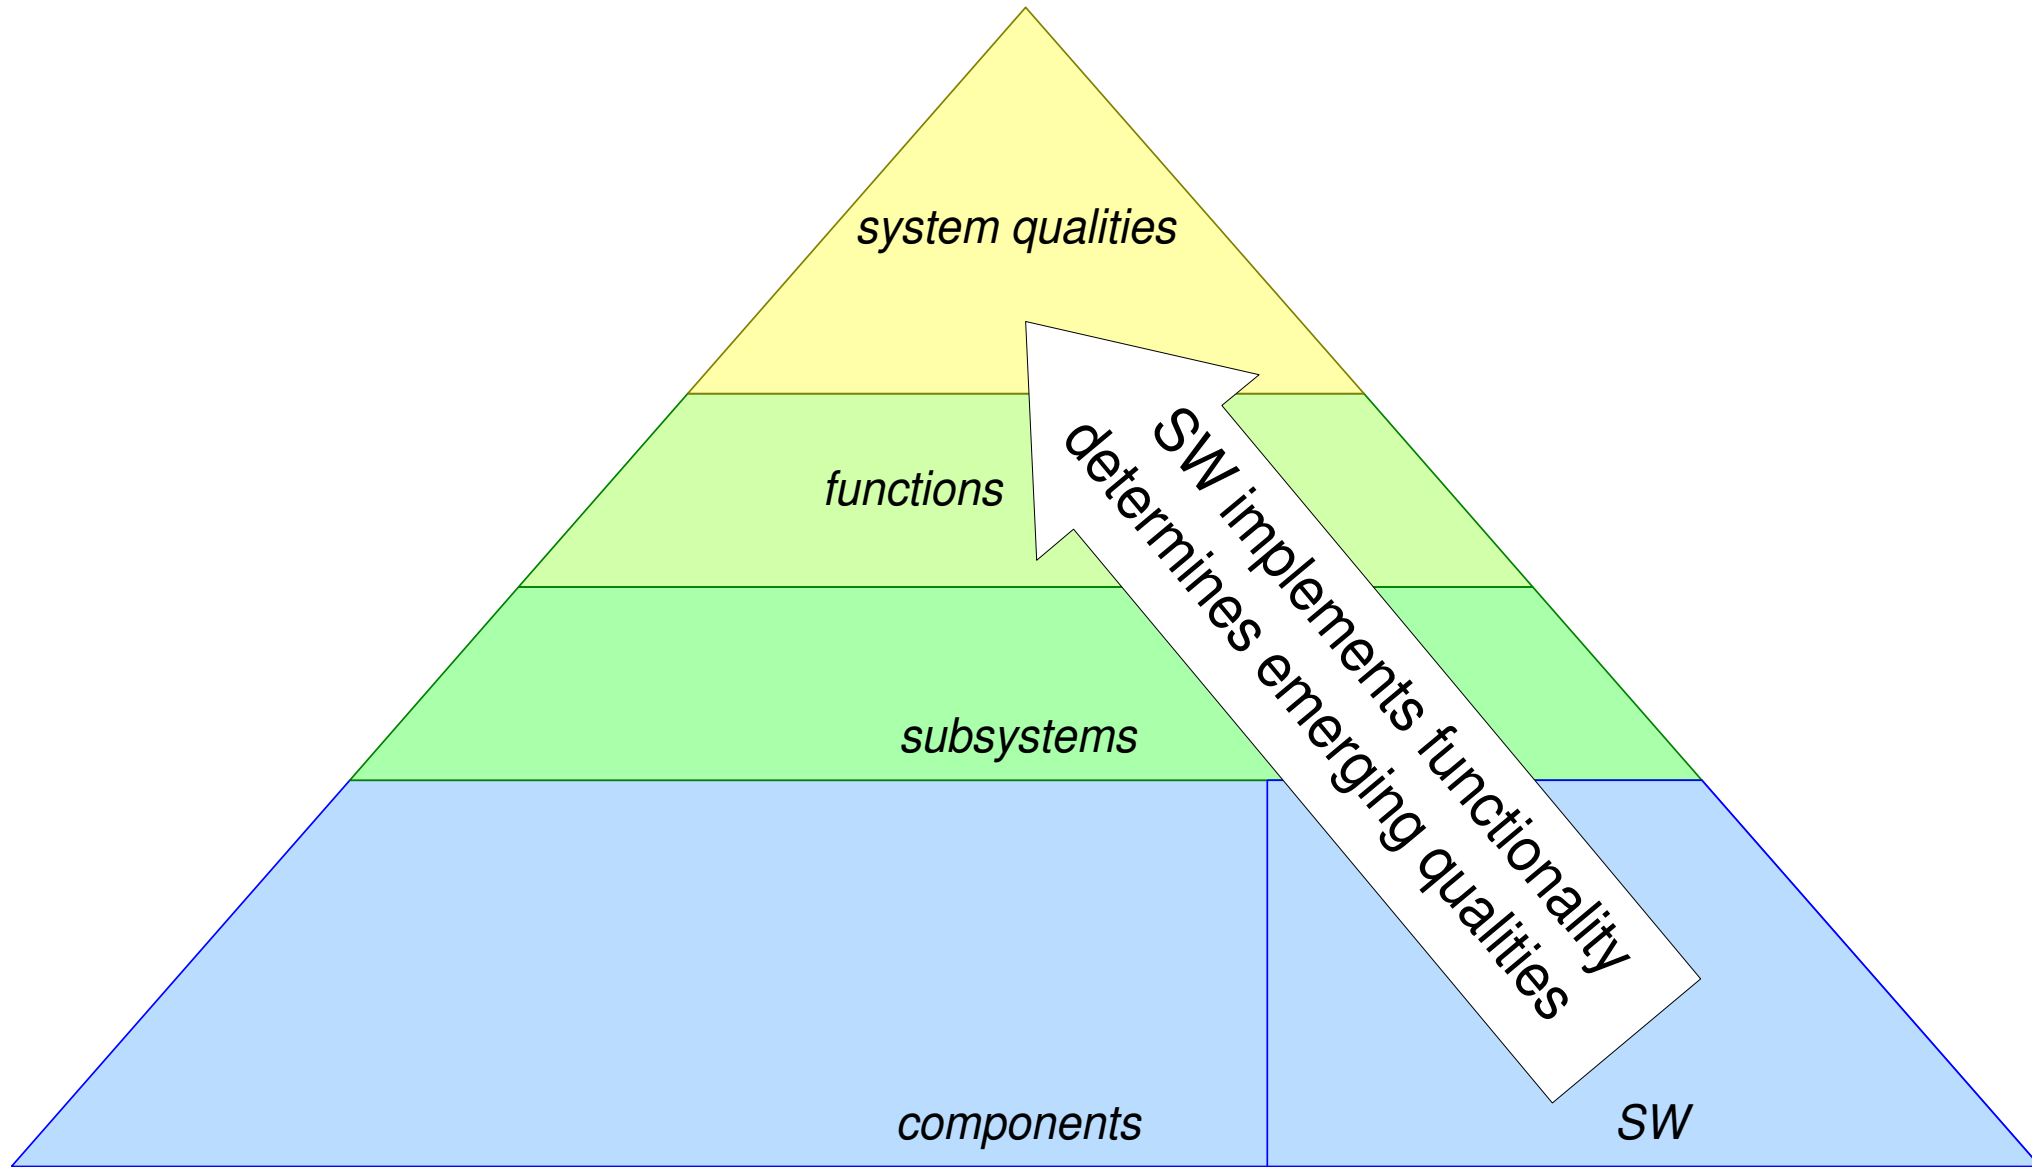 system qualities
functions
SW implements functionality
determines emerging qualities
subsystems
components
SW